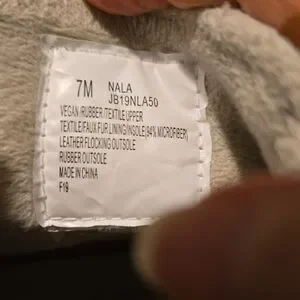 7M NALA
JB19NLA50
VEGAN /RUBBER /TEXTILE UPPER
TEXTILE/FAUX FUR LINING/INSOLE (94% MICROFIBER)
LEATHER FLOCKING OUTSOLE
RUBBER OUTSOLE
MADE IN CHINA
F19